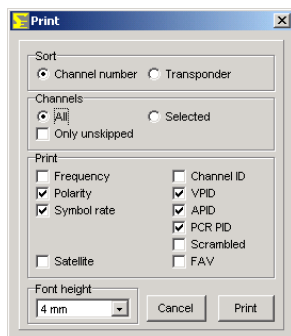 Print
Sort
Channel number Transponder
Channels
All Selected
Only unskipped
Print
Frequency Channel ID
Polarity VPID
Symbol rate APID
PCR PID
Scrambled
Satellite FAV
Font height
4 mm Cancel Print